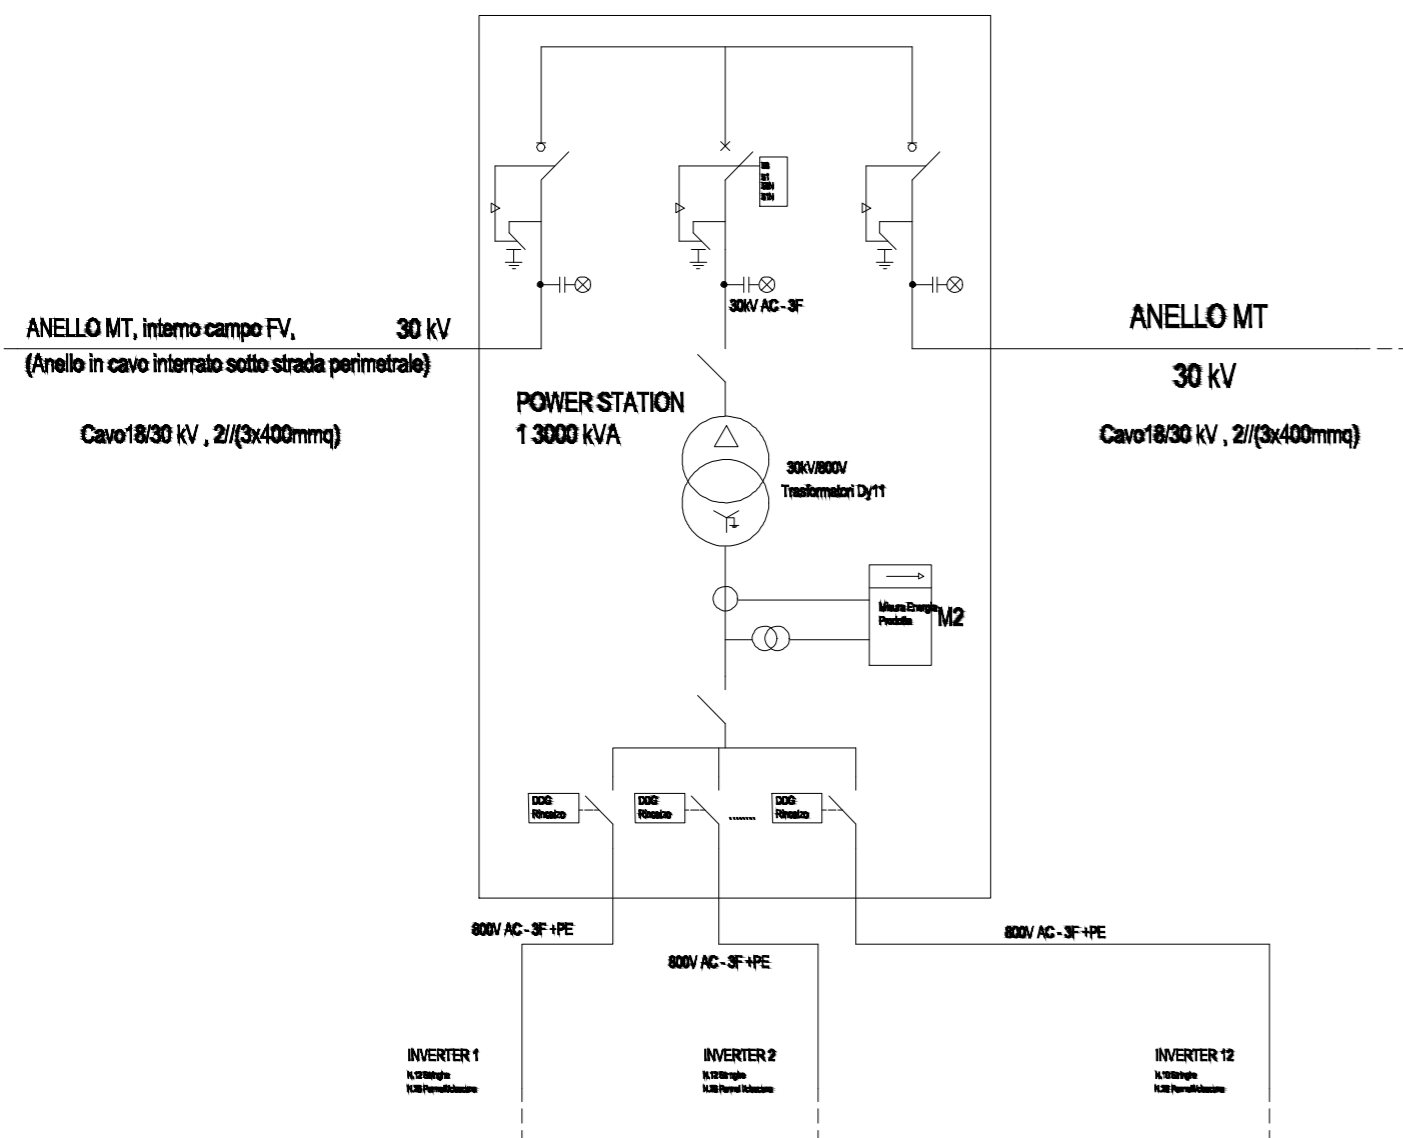 30kV AC - 3F
ANELLO MT, interno campo FV, 30 kV
(Anello in cavo interrato sotto strada perimetrale)
Cavo18/30 kV , 2//(3x400mmq)
ANELLO MT
30 kV
Cavo18/30 kV , 2//(3x400mmq)
POWER STATION
1 3000 kVA
30kV/800V
Trasformatori Dy11
Misura Energia
Prodotta
M2
DDG
Rincalzo
DDG
Rincalzo
........
DDG
Rincalzo
800V AC - 3F +PE
800V AC - 3F +PE
800V AC - 3F +PE
INVERTER 1
INVERTER 2
INVERTER 12